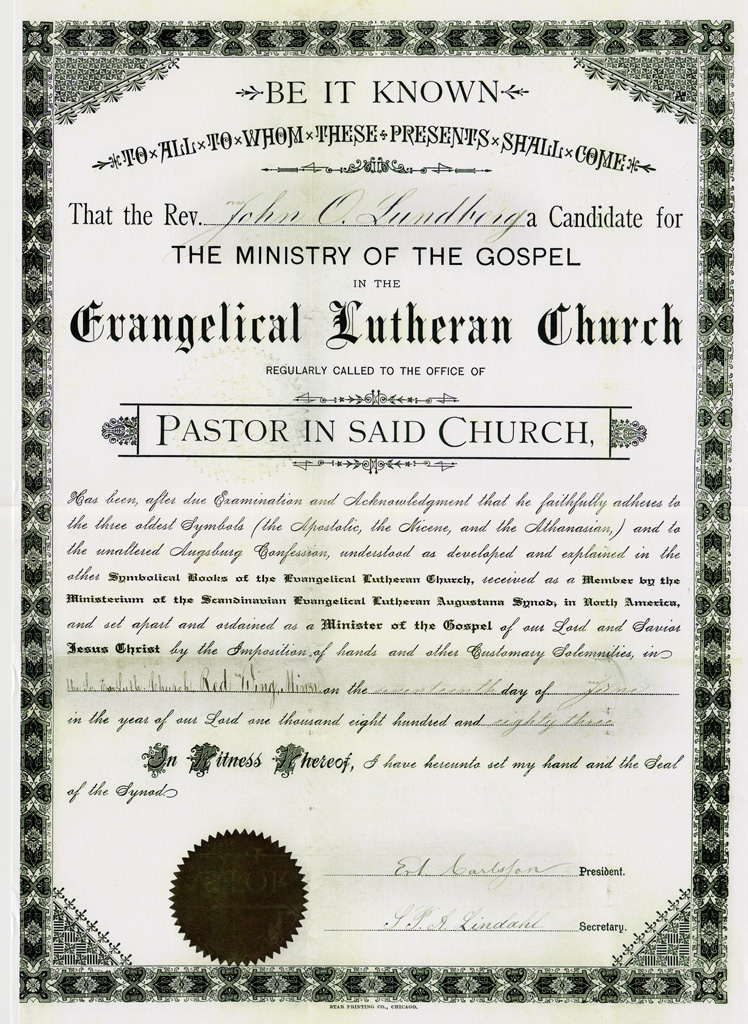 BE IT KNOWN
TO ALL TO WHOM THESE PRESENTS SHALL COME
That the Rev. John O. Lundberg a Candidate for
THE MINISTRY OF THE GOSPEL
IN THE
Evangelical Lutheran Church
REGULARLY CALLED TO THE OFFICE OF
PASTOR IN SAID CHURCH,
Has been, after due Examination and Acknowledgment that he faithfully adheres to
the three oldest Symbols (the Apostolic, the Nicene, and the Athanasian,) and to
the unaltered Augsburg Confession, understood as developed and explained in the
other Symbolical Books of the Evangelical Lutheran Church, received as a Member by the
Ministerium of the Scandinavian Evangelical Lutheran Augustana Synod, in North America,
and set apart and ordained as a Minister of the Gospel of our Lord and Savior
Jesus Christ by the Imposition of hands and other Customary Solemnities, in
Church Red Wing, Minn on the seventeenth day of June
in the year of our Lord one thousand eight hundred and eighty three
In Witness Whereof, I have hereunto set my hand and the Seal
of the Synod
Erl Carlsson President.
S. P. A. Lindahl Secretary.
STAR PRINTING CO., CHICAGO.